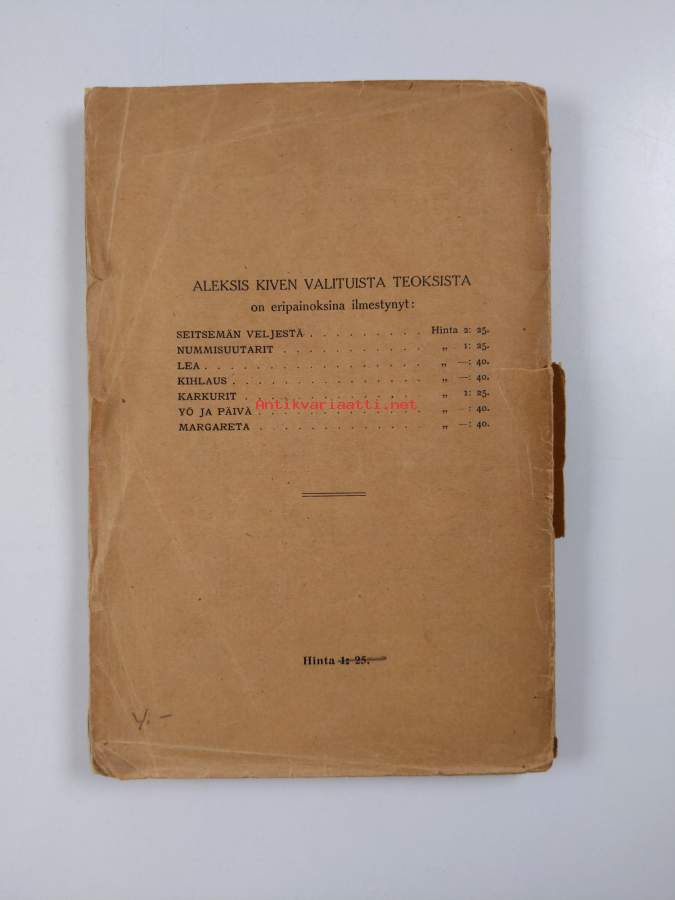 ALEKSIS KIVEN VALITUISTA TEOKSISTA
on eripainoksina ilmestynyt:
SEITSEMÄN VELJESTÄ . . . . . . . . . Hinta 2: 25.
NUMMISUUTARIT . . . . . . . . . . . „ 1: 25.
LEA . . . . . . . . . . . . . . . . „ —: 40.
KIHLAUS . . . . . . . . . . . . . . „ —: 40.
KARKURIT . . . . . . . . . . . . . „ 1: 25.
YÖ JA PÄIVÄ . . . . . . . . . . . . „ —: 40.
MARGARETA . . . . . . . . . . . . „ —: 40.
Antikvariaatti.net
Hinta 1: 25.
4.-